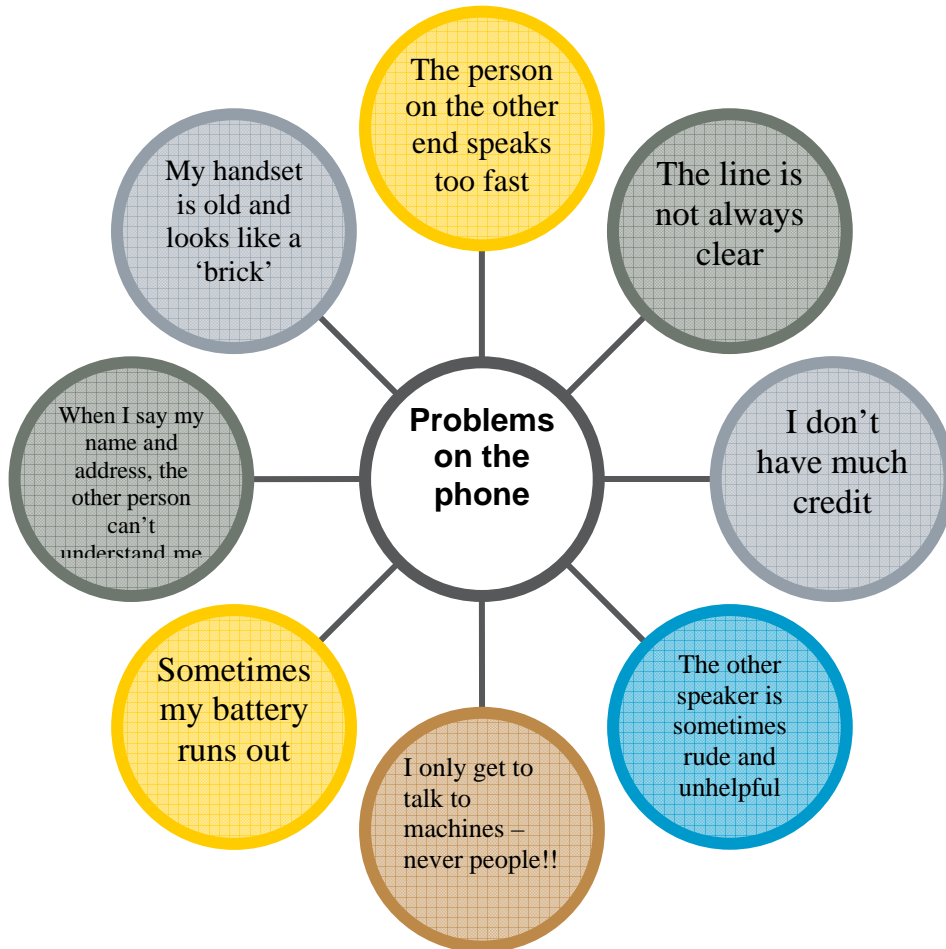 The person
on the other
end speaks
too fast
The line is
not always
clear
I don’t
have much
credit
The other
speaker is
sometimes
rude and
unhelpful
I only get to
talk to
machines –
never people!!
Sometimes
my battery
runs out
When I say my
name and
address, the
other person
can’t
understand me
My handset
is old and
looks like a
‘brick’
Problems
on the
phone